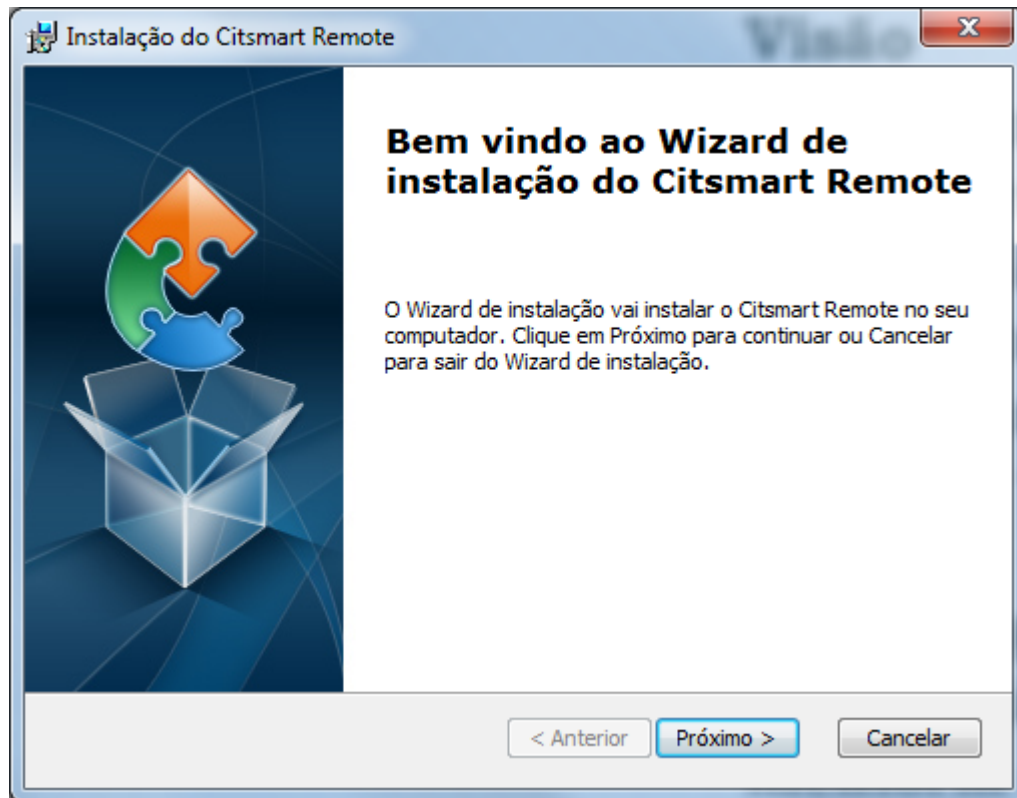 Instalação do Citsmart Remote
Visão
Bem vindo ao Wizard de
instalação do Citsmart Remote
O Wizard de instalação vai instalar o Citsmart Remote no seu
computador. Clique em Próximo para continuar ou Cancelar
para sair do Wizard de instalação.
< Anterior
Próximo >
Cancelar